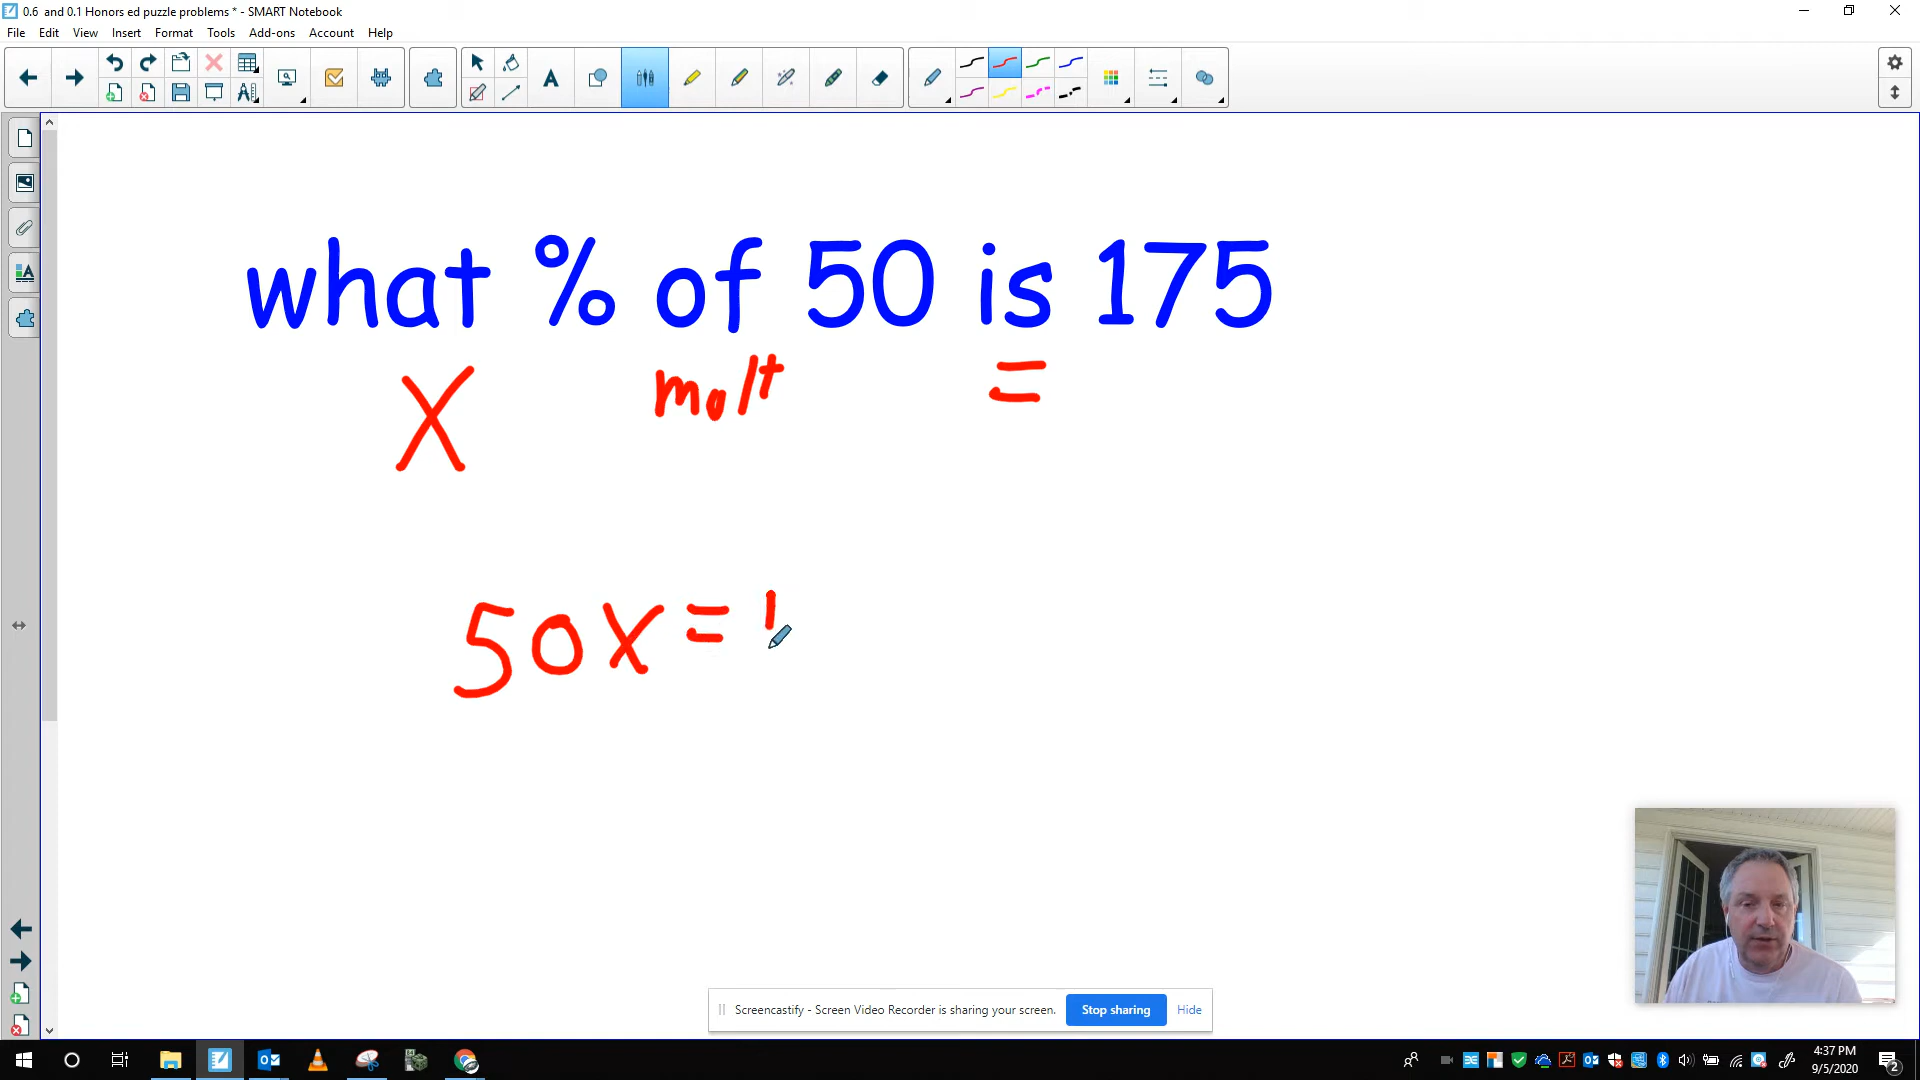 0.6 and 0.1 Honors ed puzzle problems * - SMART Notebook
File Edit View Insert Format Tools Add-ons Account Help
what % of 50 is 175
X mult =
50x = 1
Screencastify - Screen Video Recorder is sharing your screen. Stop sharing Hide
4:37 PM
9/5/2020
2